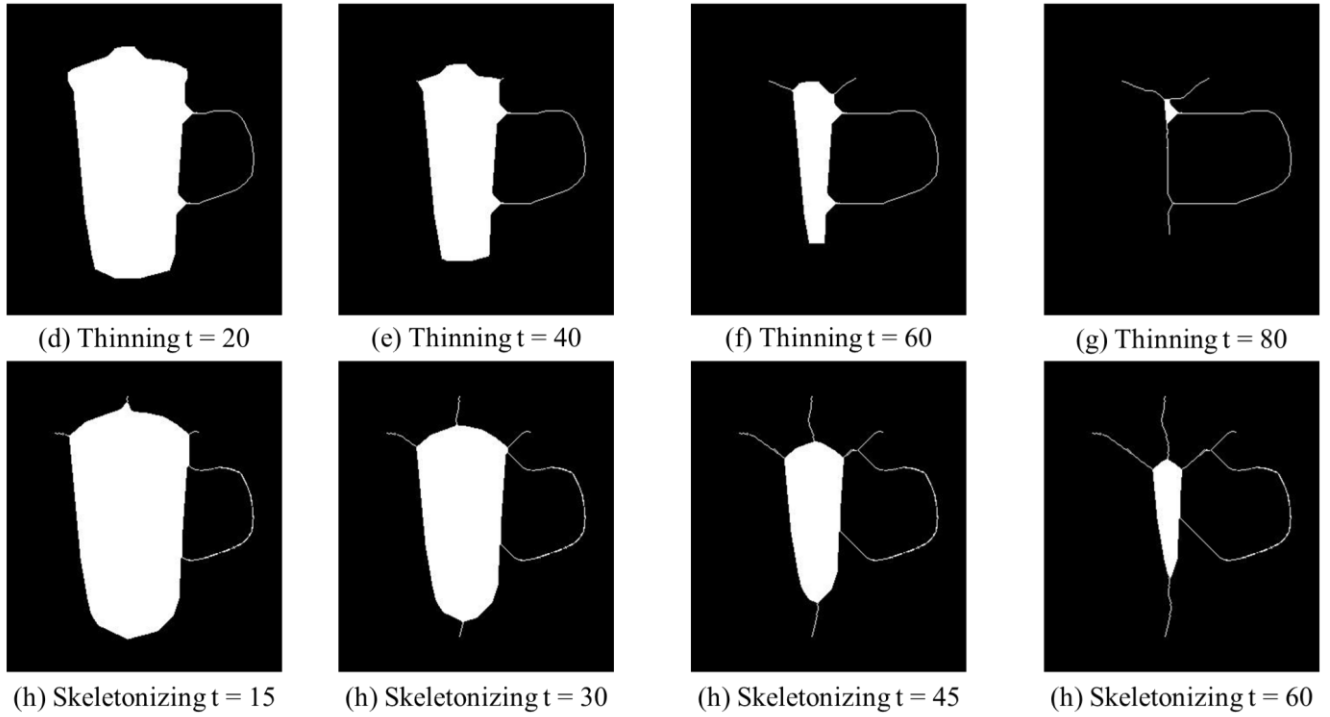 (d) Thinning t = 20
(e) Thinning t = 40
(f) Thinning t = 60
(g) Thinning t = 80
(h) Skeletonizing t = 15
(h) Skeletonizing t = 30
(h) Skeletonizing t = 45
(h) Skeletonizing t = 60